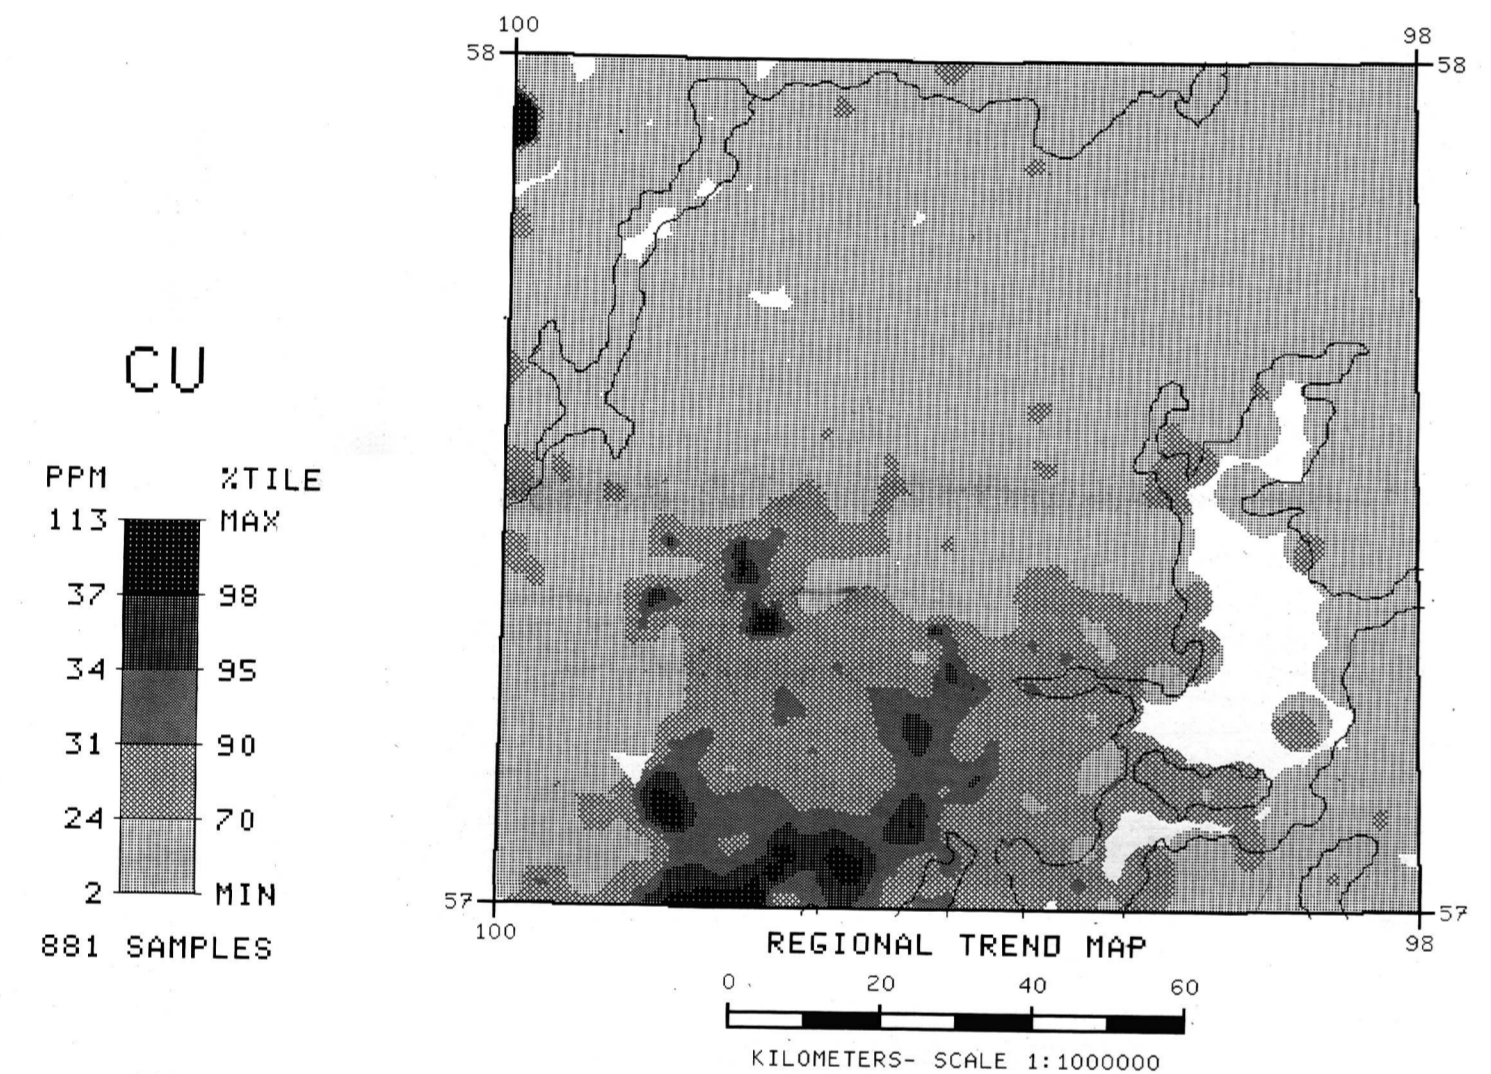 100
98
58
58
CU
PPM %TILE
113 MAX
37 98
34 95
31 90
24 70
2 MIN
881 SAMPLES
57
57
100
98
REGIONAL TREND MAP
0 20 40 60
KILOMETERS- SCALE 1:1000000